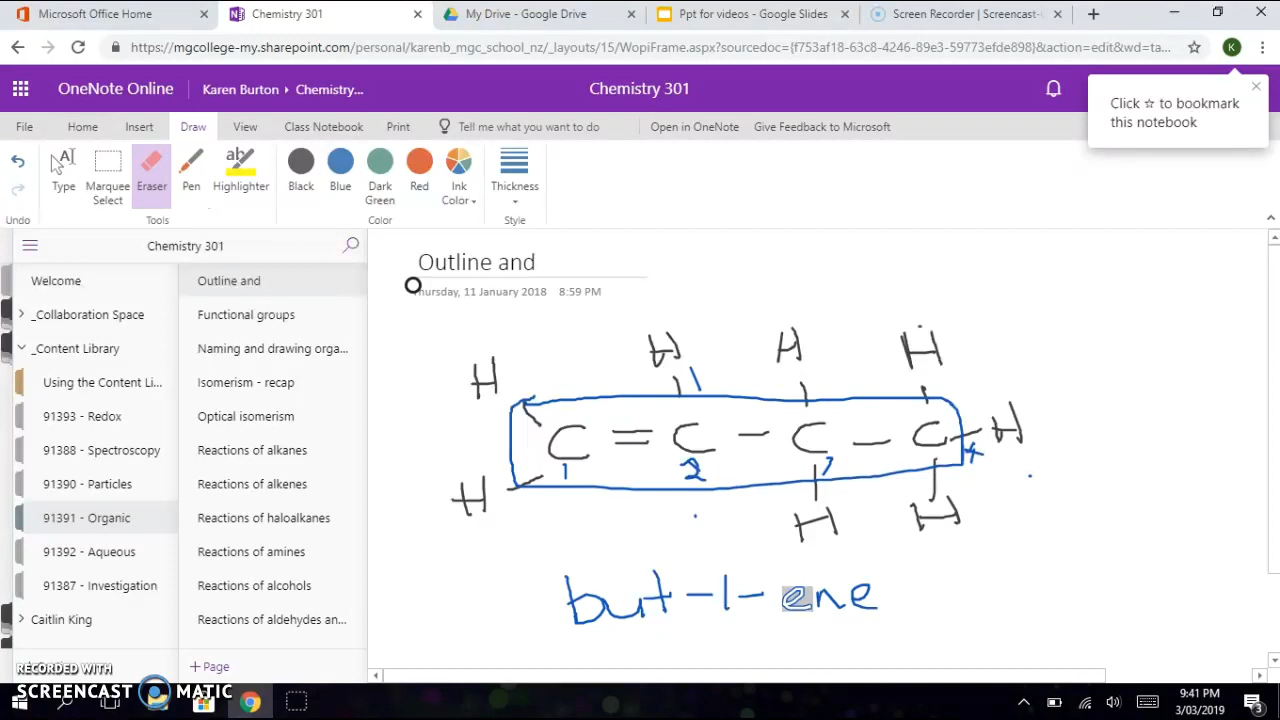 Microsoft Office Home
Chemistry 301
My Drive - Google Drive
Ppt for videos - Google Slides
Screen Recorder | Screencast-
https://mgcollege-my.sharepoint.com/personal/karenb_mgc_school_nz/_layouts/15/WopiFrame.aspx?sourcedoc={f753af18-63c8-4246-89e3-59773efde898}&action=edit&wd=ta...
K
OneNote Online
Karen Burton › Chemistry...
Chemistry 301
Click ☆ to bookmark
this notebook
File
Home
Insert
Draw
View
Class Notebook
Print
Tell me what you want to do
Open in OneNote
Give Feedback to Microsoft
Type
Marquee
Select
Eraser
Pen
Highlighter
Black
Blue
Dark
Green
Red
Ink
Color
Thickness
Undo
Tools
Color
Style
Chemistry 301
Welcome
_Collaboration Space
_Content Library
Using the Content Li...
91393 - Redox
91388 - Spectroscopy
91390 - Particles
91391 - Organic
91392 - Aqueous
91387 - Investigation
Caitlin King
Outline and
Functional groups
Naming and drawing orga...
Isomerism - recap
Optical isomerism
Reactions of alkanes
Reactions of alkenes
Reactions of haloalkanes
Reactions of amines
Reactions of alcohols
Reactions of aldehydes an...
+ Page
Outline and
Thursday, 11 January 2018 8:59 PM
H H H H
C = C - C - C - H
1 2
H H H
but-1-ene
RECORDED WITH
SCREENCAST MATIC
9:41 PM
3/03/2019
3